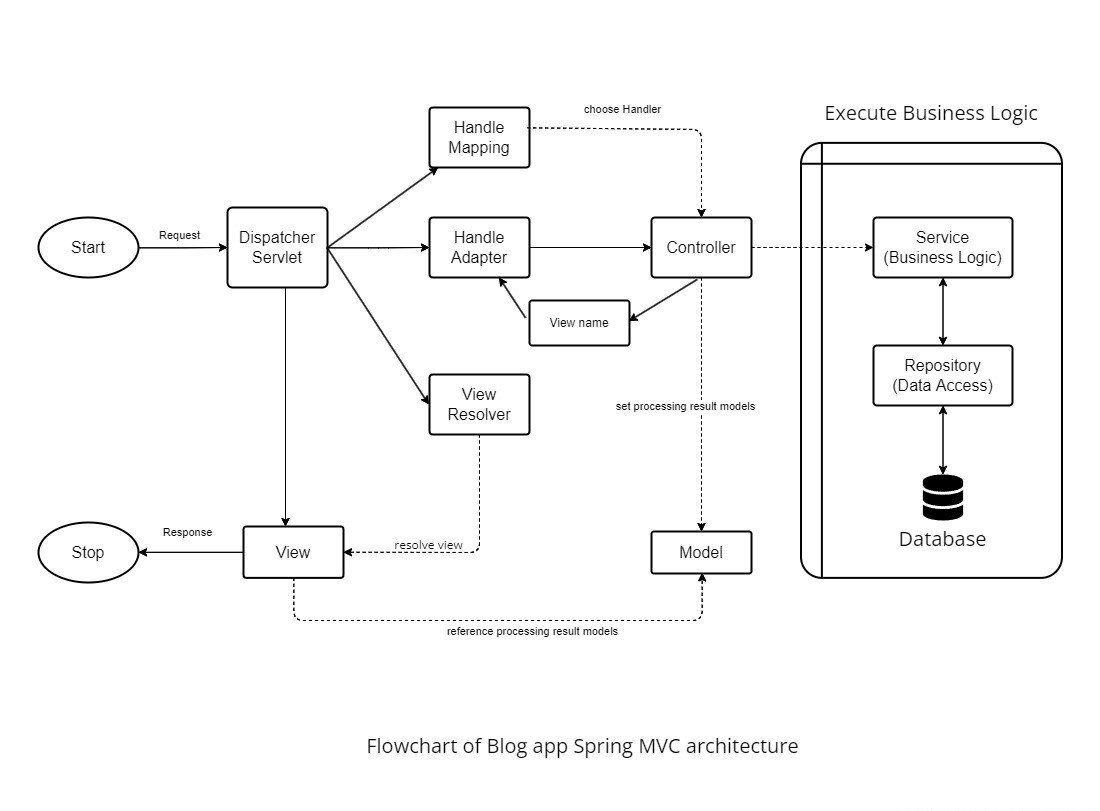 choose Handler
Execute Business Logic
Handle
Mapping
Start
Request
Dispatcher
Servlet
Handle
Adapter
Controller
Service
(Business Logic)
View name
View
Resolver
Repository
(Data Access)
set processing result models
Database
Stop
Response
View
resolve view
Model
reference processing result models
Flowchart of Blog app Spring MVC architecture